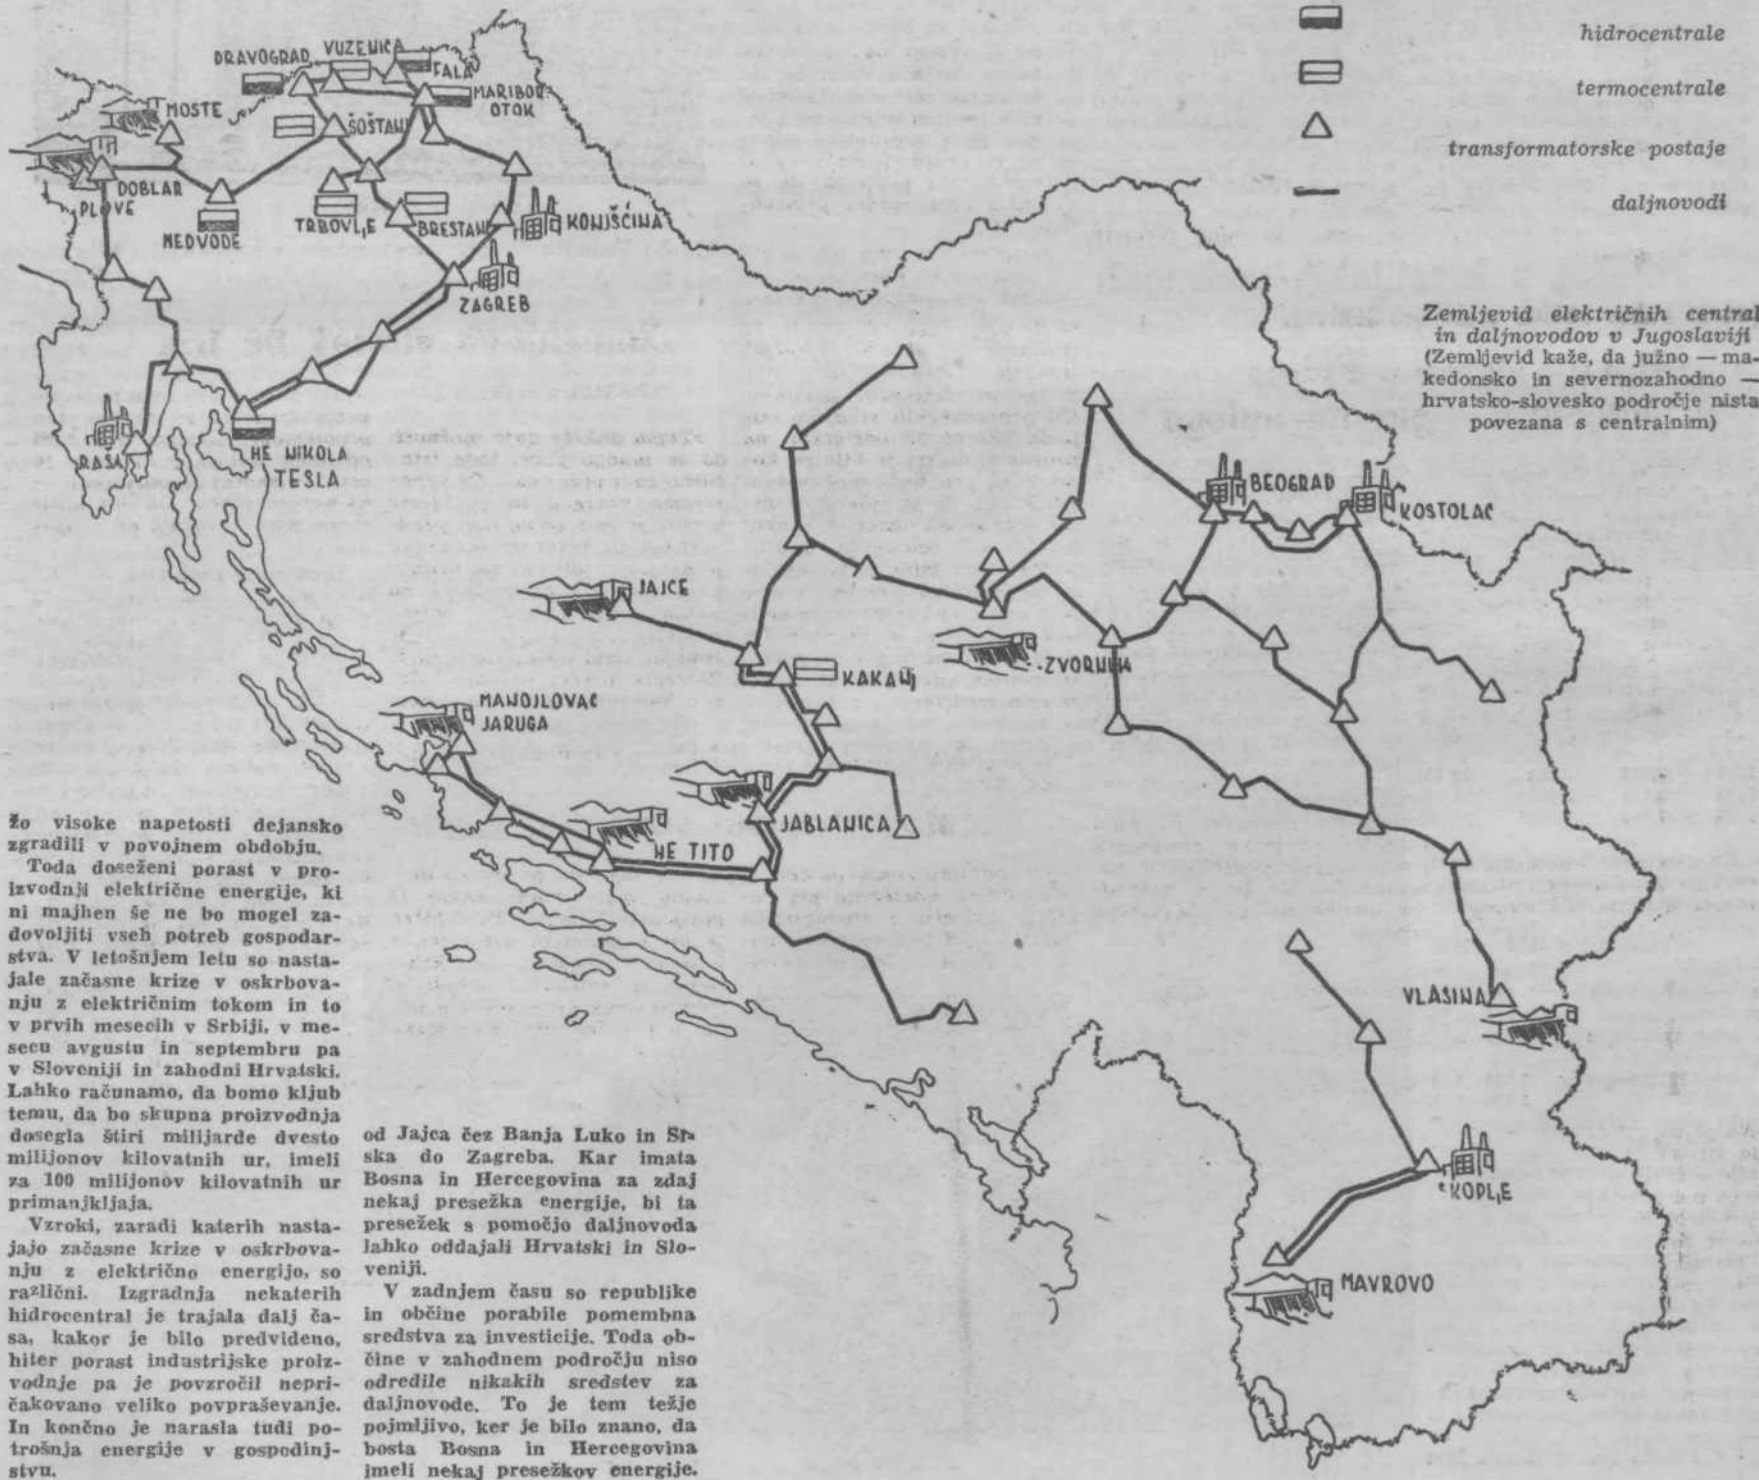 hidrocentrale
termocentrale
transformatorske postaje
daljnovodi
Zemljevid električnih central
in daljnovodov v Jugoslaviji
(Zemljevid kaže, da južno — ma-
kedonsko in severnozahodno —
hrvatsko-slovesko področje nista
povezana s centralnim)
DRAVOGRAD
VUZENICA
FALA
MARIBOR-
OTOK
MOSTE
ŠOŠTANJ
DOBLAR
PLOVE
MEDVODE
TRBOVLJE
BRESTAN
KONJŠĆINA
ZAGREB
RAŠA
HE NIKOLA
TESLA
BEOGRAD
KOSTOLAC
JAJCE
KAKANJ
ZVORNIK
MANOJLOVAC
JARUGA
JABLANICA
HE TITO
VLASINA
KOPLJE
MAVROVO
žo visoke napetosti dejansko
zgradili v povojnem obdobju.
Toda doseženi porast v pro-
izvodnji električne energije, ki
ni majhen še ne bo mogel za-
dovoljiti vseh potreb gospodar-
stva. V letošnjem letu so nasta-
jale začasne krize v oskrbova-
nju z električnim tokom in to
v prvih mesecih v Srbiji, v me-
secu avgustu in septembru pa
v Sloveniji in zahodni Hrvatski.
Lahko računamo, da bomo kljub
temu, da bo skupna proizvodnja
dosegla štiri milijarde dvesto
milijonov kilovatnih ur, imeli
za 100 milijonov kilovatnih ur
primanjkljaja.
Vzroki, zaradi katerih nasta-
jajo začasne krize v oskrbova-
nju z električno energijo, so
različni. Izgradnja nekaterih
hidrocentral je trajala dalj ča-
sa, kakor je bilo predvideno,
hiter porast industrijske proiz-
vodnje pa je povzročil nepri-
čakovano veliko povpraševanje.
In končno je narasla tudi po-
trošnja energije v gospodinj-
stvu.
od Jajca čez Banja Luko in
ska do Zagreba. Kar imata
Bosna in Hercegovina za zdaj
nekaj presežka energije, bi ta
presežek s pomočjo daljnovoda
lahko oddajali Hrvatski in Slo-
veniji.
V zadnjem času so republike
in občine porabile pomembna
sredstva za investicije. Toda ob-
čine v zahodnem področju niso
odredile nikakih sredstev za
daljnovode. To je tem težje
pojmljivo, ker je bilo znano, da
bosta Bosna in Hercegovina
imeli nekaj presežkov energije.